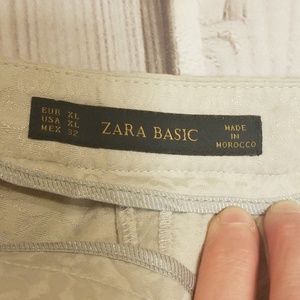 EUR XL
USA XL
MEX 32
ZARA BASIC
MADE
IN
MOROCCO